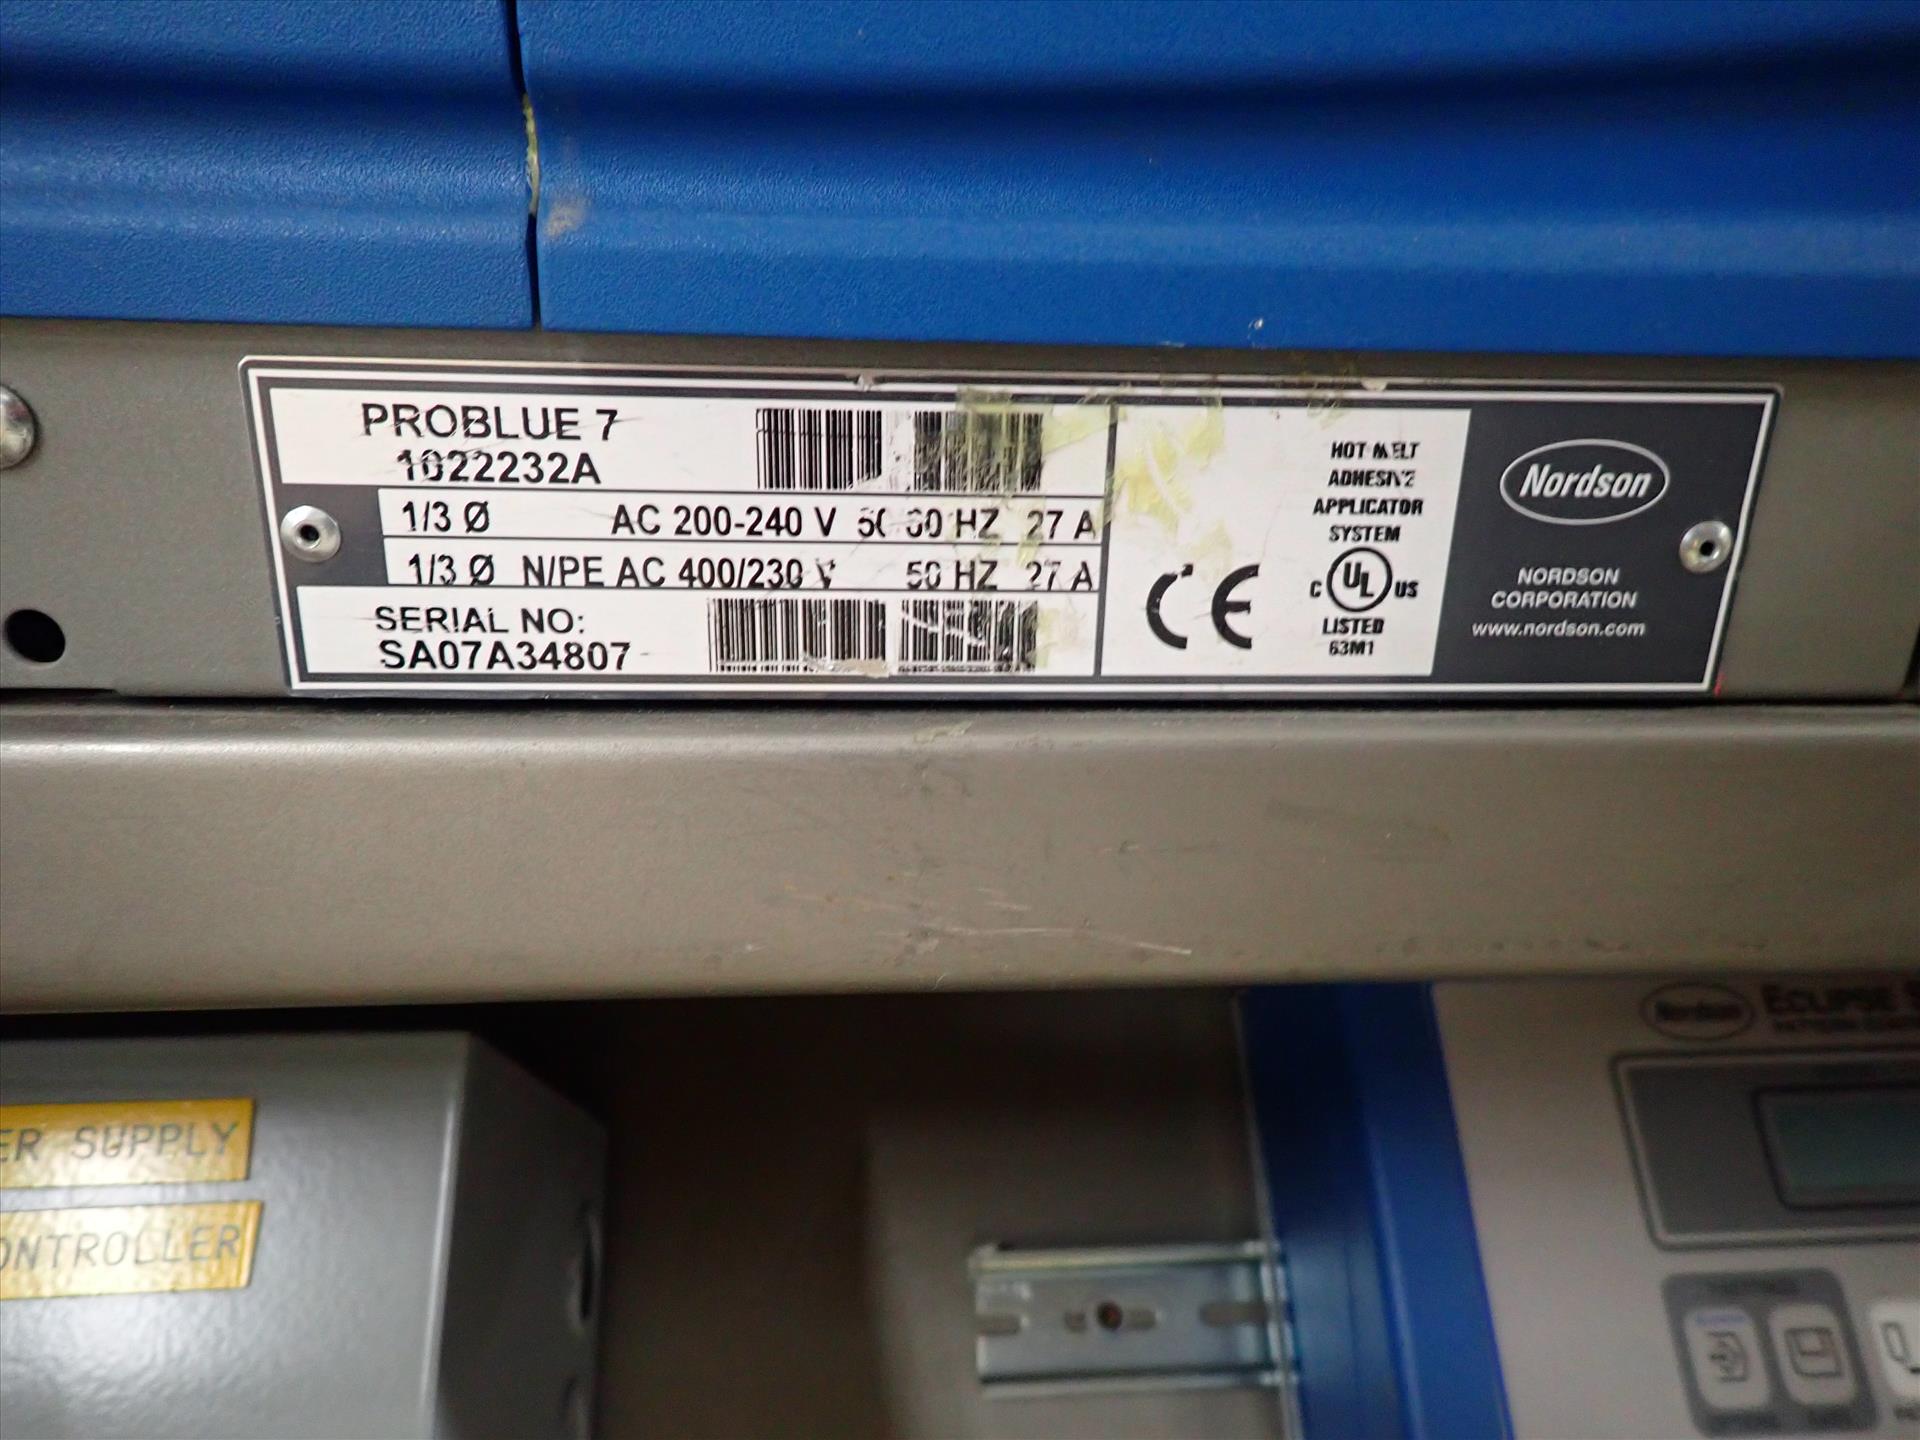 PROBLUE 7
1022232A
1/3 Ø AC 200-240 V 50 60 HZ 27 A
1/3 Ø N/PE AC 400/230 V 50 HZ 27 A
SERIAL NO:
SA07A34807
CE
HOT MELT
ADHESIVE
APPLICATOR
SYSTEM
C UL US
LISTED
63M1
Nordson
NORDSON
CORPORATION
www.nordson.com
ER SUPPLY
ONTROLLER
Nordson ECLIPSE S